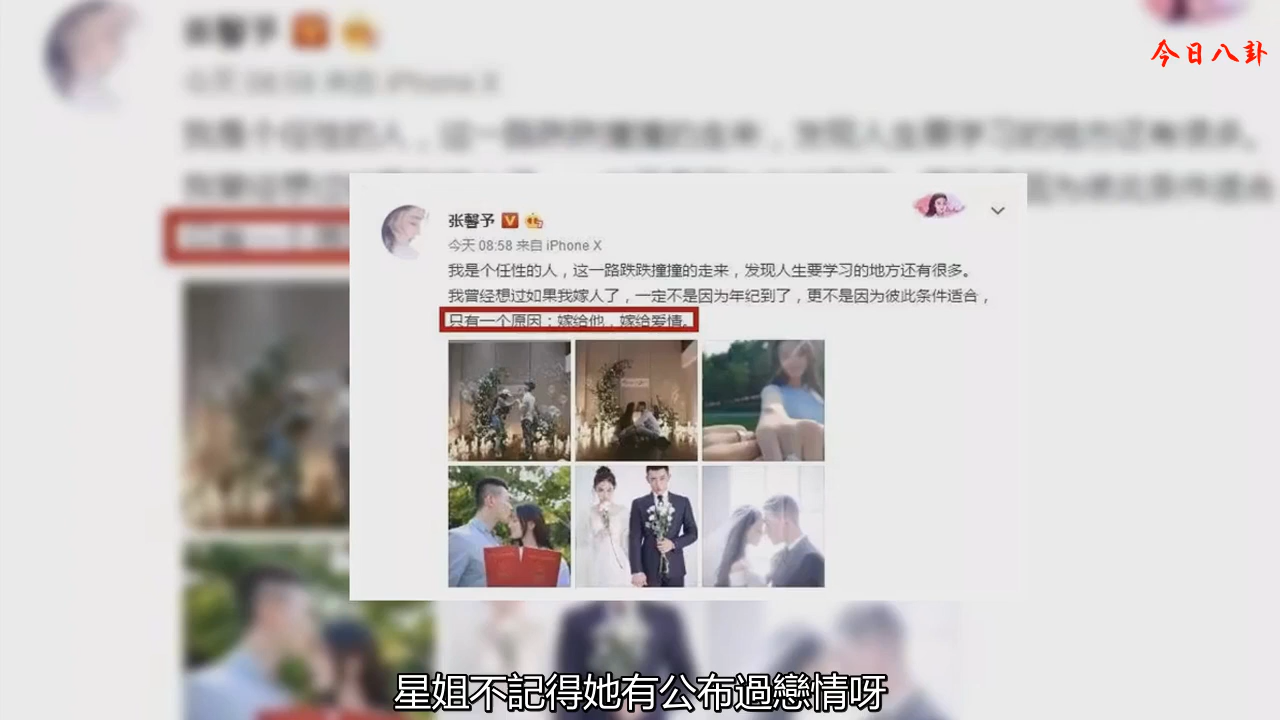 今日八卦
张馨予
今天 08:58 来自 iPhone X
我是个任性的人，这一路跌跌撞撞的走来，发现人生要学习的地方还有很多。
我曾经想过如果我嫁人了，一定不是因为年纪到了，更不是因为彼此条件适合，
只有一个原因：嫁给他，嫁给爱情。
星姐不記得她有公布過戀情呀